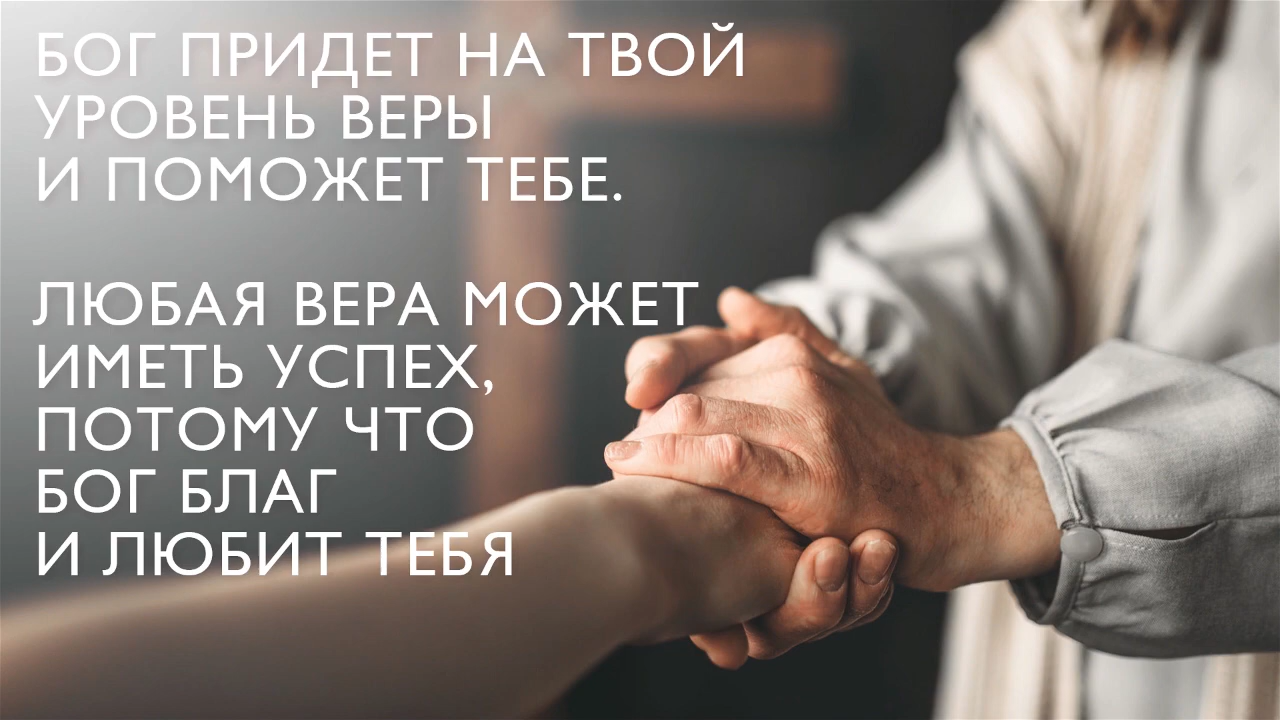 БОГ ПРИДЕТ НА ТВОЙ
УРОВЕНЬ ВЕРЫ
И ПОМОЖЕТ ТЕБЕ.
ЛЮБАЯ ВЕРА МОЖЕТ
ИМЕТЬ УСПЕХ,
ПОТОМУ ЧТО
БОГ БЛАГ
И ЛЮБИТ ТЕБЯ